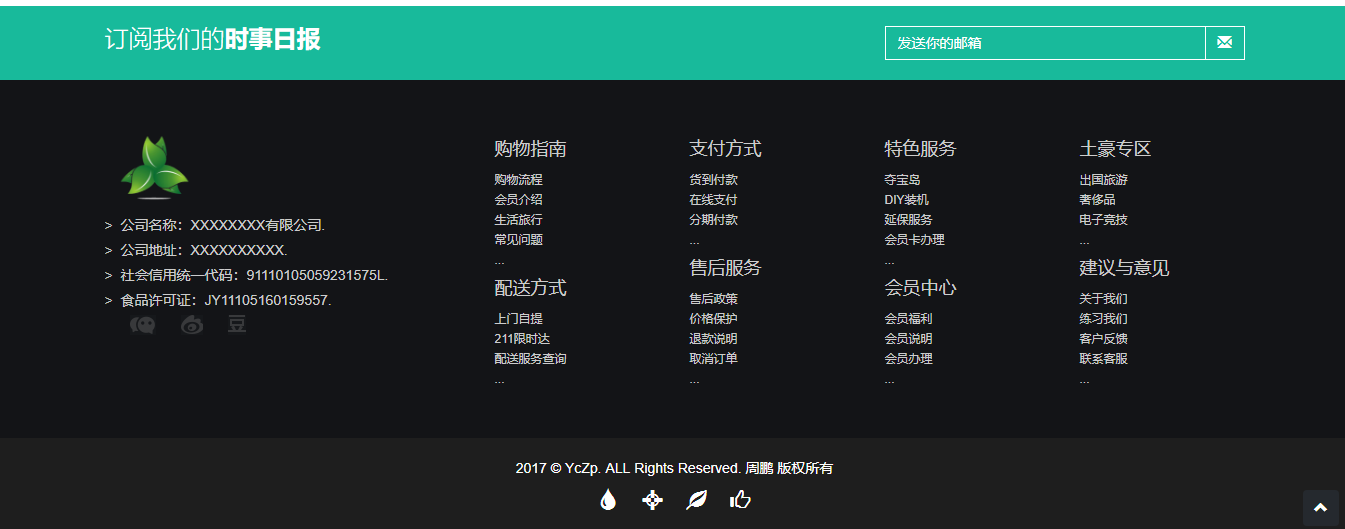 订阅我们的时事日报
发送你的邮箱
> 公司名称：XXXXXXXX有限公司.
> 公司地址：XXXXXXXXXX.
> 社会信用统一代码：91110105059231575L.
> 食品许可证：JY11105160159557.
豆
购物指南
购物流程
会员介绍
生活旅行
常见问题
...
配送方式
上门自提
211限时达
配送服务查询
...
支付方式
货到付款
在线支付
分期付款
...
售后服务
售后政策
价格保护
退款说明
取消订单
...
特色服务
夺宝岛
DIY装机
延保服务
会员卡办理
...
会员中心
会员福利
会员说明
会员办理
...
土豪专区
出国旅游
奢侈品
电子竞技
...
建议与意见
关于我们
练习我们
客户反馈
联系客服
...
2017 © YcZp. ALL Rights Reserved. 周鹏 版权所有